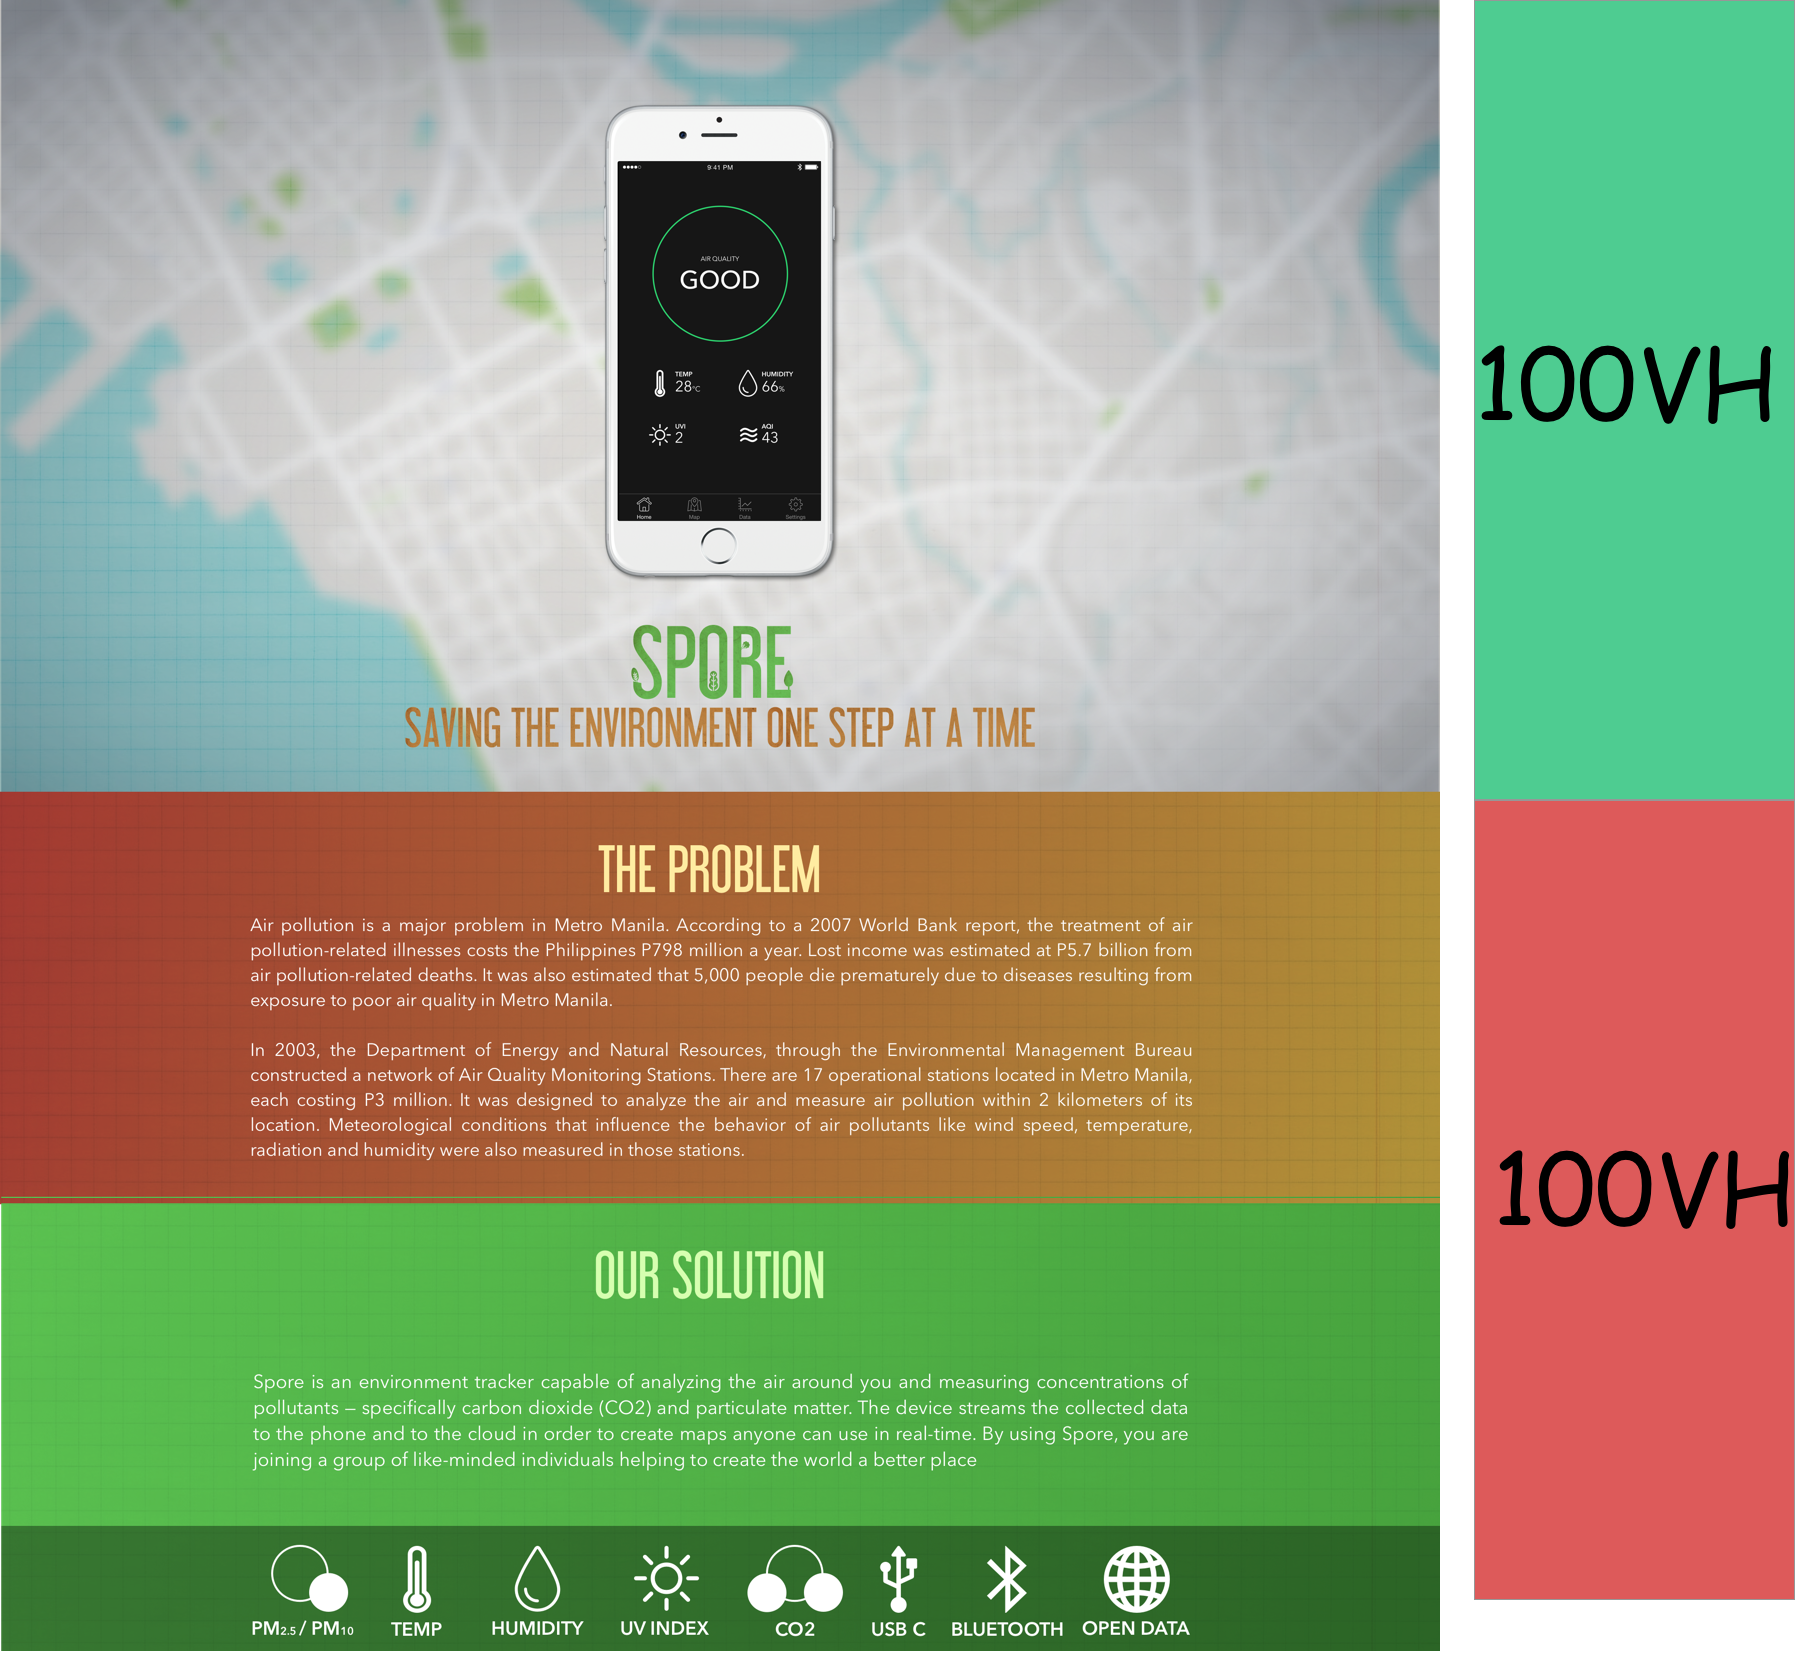 9:41 PM
AIR QUALITY
GOOD
TEMP
28°C
HUMIDITY
66%
UVI
2
AQI
43
Home Map Data Settings
SPORE
SAVING THE ENVIRONMENT ONE STEP AT A TIME
THE PROBLEM
Air pollution is a major problem in Metro Manila. According to a 2007 World Bank report, the treatment of air
pollution-related illnesses costs the Philippines P798 million a year. Lost income was estimated at P5.7 billion from
air pollution-related deaths. It was also estimated that 5,000 people die prematurely due to diseases resulting from
exposure to poor air quality in Metro Manila.
In 2003, the Department of Energy and Natural Resources, through the Environmental Management Bureau
constructed a network of Air Quality Monitoring Stations. There are 17 operational stations located in Metro Manila,
each costing P3 million. It was designed to analyze the air and measure air pollution within 2 kilometers of its
location. Meteorological conditions that influence the behavior of air pollutants like wind speed, temperature,
radiation and humidity were also measured in those stations.
OUR SOLUTION
Spore is an environment tracker capable of analyzing the air around you and measuring concentrations of
pollutants – specifically carbon dioxide (CO2) and particulate matter. The device streams the collected data
to the phone and to the cloud in order to create maps anyone can use in real-time. By using Spore, you are
joining a group of like-minded individuals helping to create the world a better place
PM2.5 / PM10 TEMP HUMIDITY UV INDEX CO2 USB C BLUETOOTH OPEN DATA
100VH
100VH